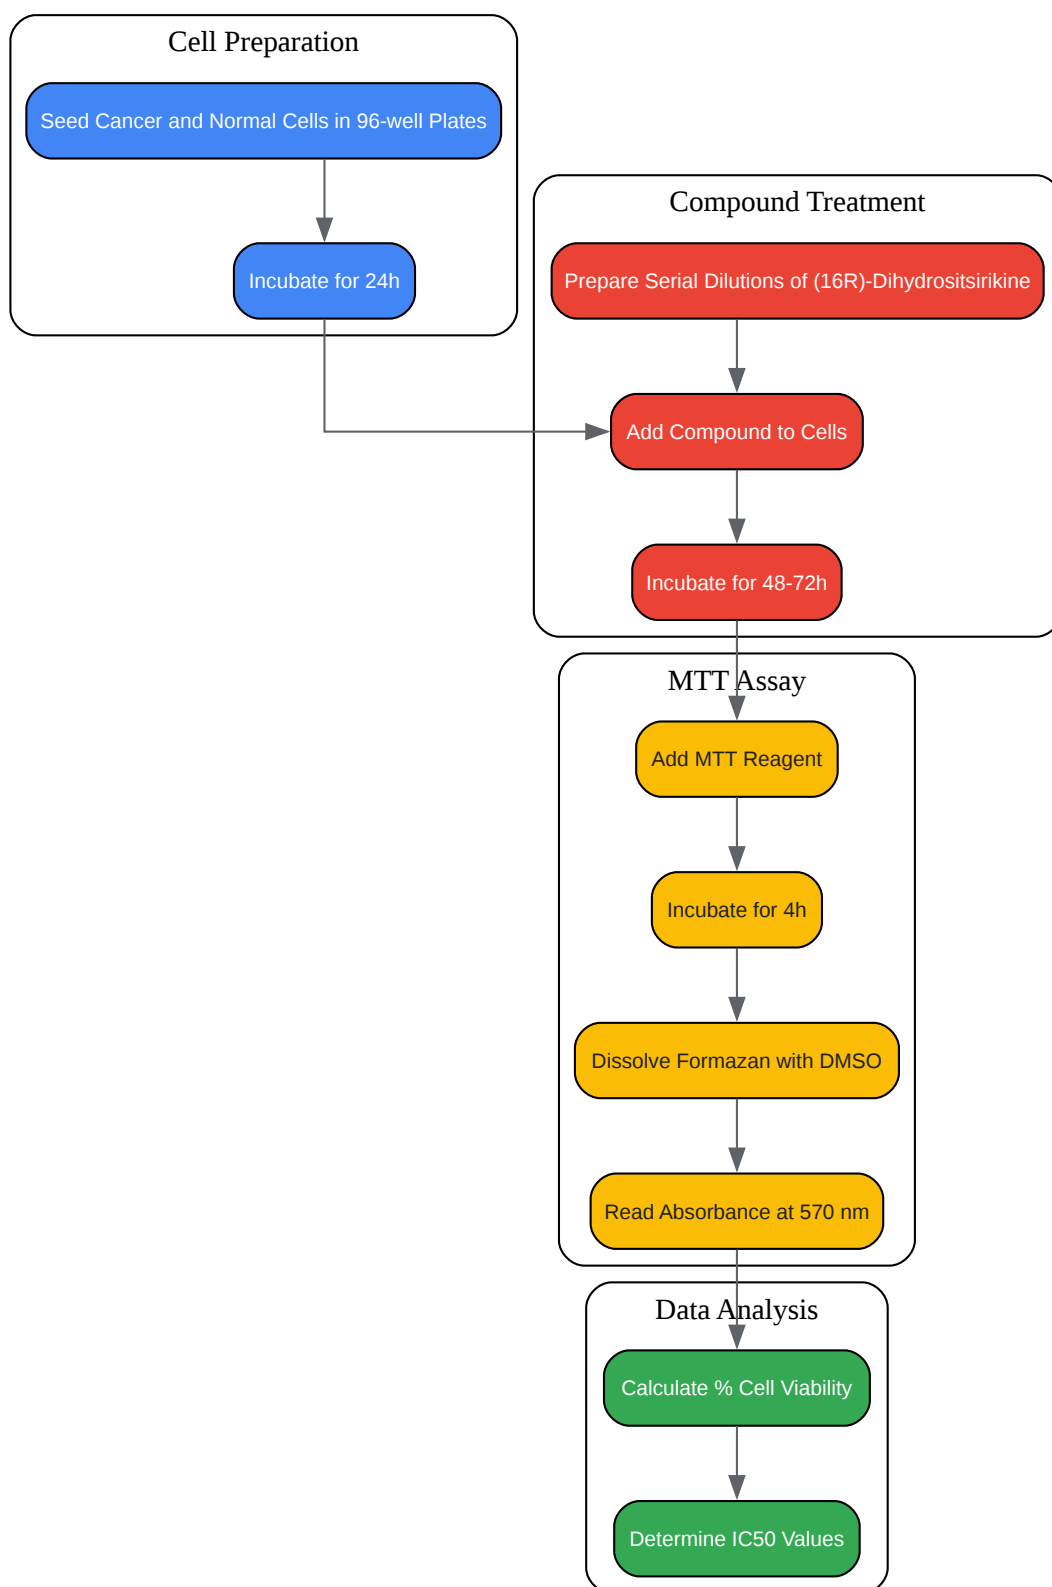 Cell Preparation
Seed Cancer and Normal Cells in 96-well Plates
Incubate for 24h
Compound Treatment
Prepare Serial Dilutions of (16R)-Dihydrositsirikine
Add Compound to Cells
Incubate for 48-72h
MTT Assay
Add MTT Reagent
Incubate for 4h
Dissolve Formazan with DMSO
Read Absorbance at 570 nm
Data Analysis
Calculate % Cell Viability
Determine IC50 Values